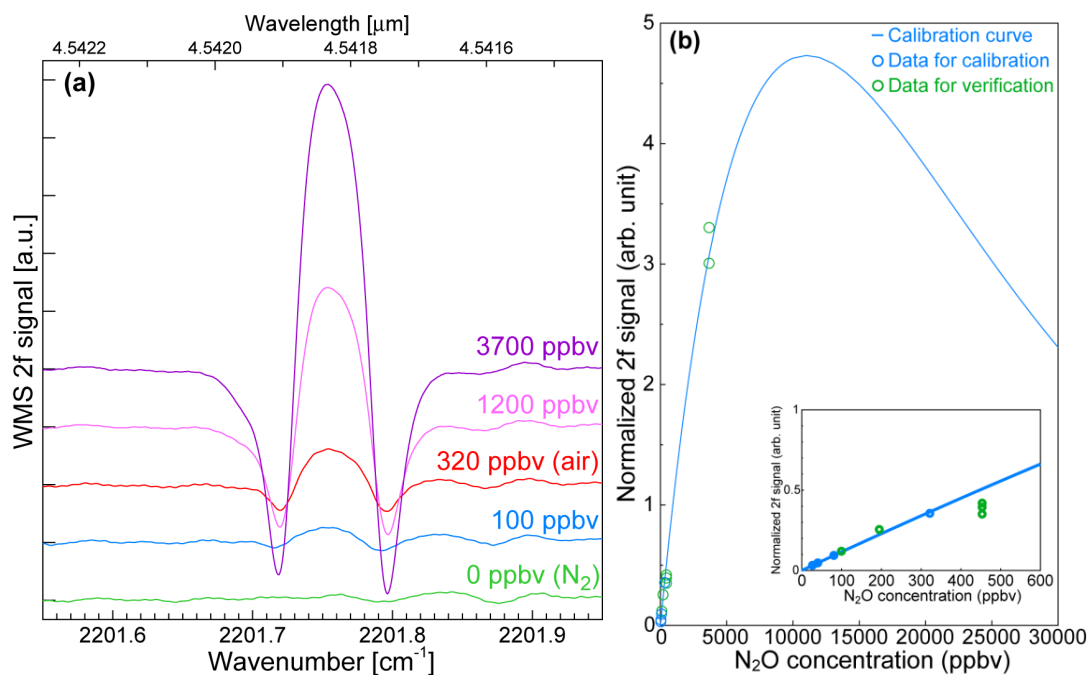 Wavelength [μm]
4.5422 4.5420 4.5418 4.5416
(a)
WMS 2f signal [a.u.]
3700 ppbv
1200 ppbv
320 ppbv (air)
100 ppbv
0 ppbv (N₂)
2201.6 2201.7 2201.8 2201.9
Wavenumber [cm⁻¹]
(b)
Calibration curve
Data for calibration
Data for verification
Normalized 2f signal (arb. unit)
5
4
3
2
1
0
0 5000 10000 15000 20000 25000 30000
N₂O concentration (ppbv)
Normalized 2f signal (arb. unit)
1
0.5
0
0 100 200 300 400 500 600
N₂O concentration (ppbv)